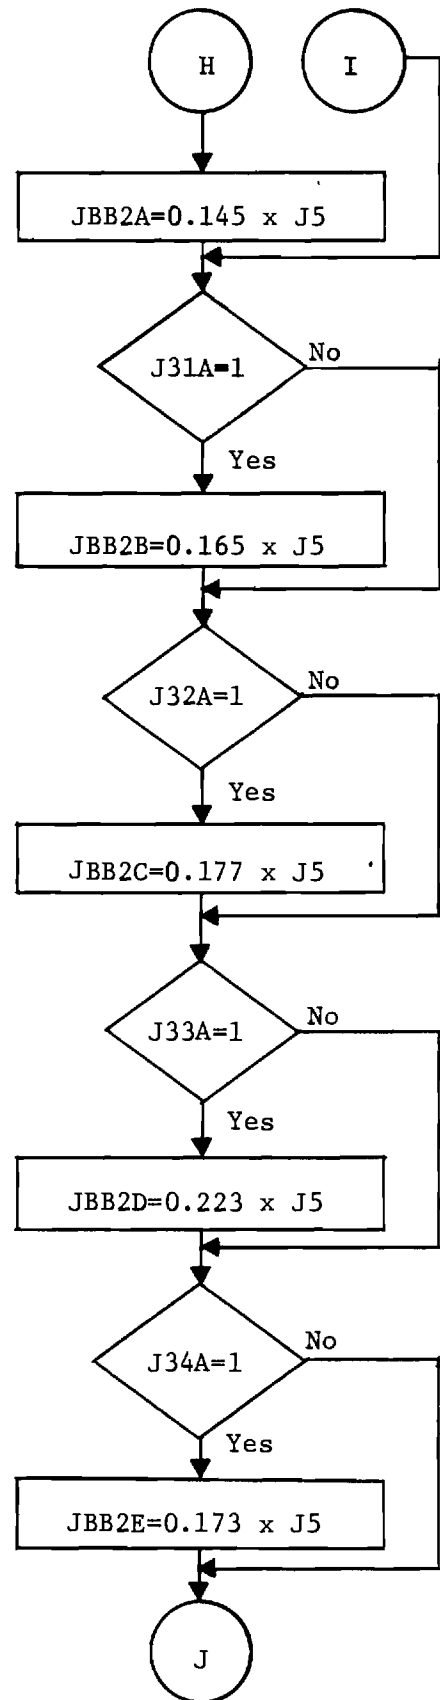 H
I
JBB2A=0.145 x J5
J31A=1
No
Yes
JBB2B=0.165 x J5
J32A=1
No
Yes
JBB2C=0.177 x J5
J33A=1
No
Yes
JBB2D=0.223 x J5
J34A=1
No
Yes
JBB2E=0.173 x J5
J